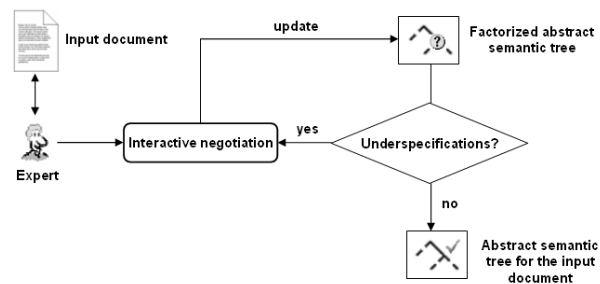 Input document
update
Factorized abstract
semantic tree
?
Interactive negotiation
yes
Underspecifications?
Expert
no
Abstract semantic
tree for the input
document